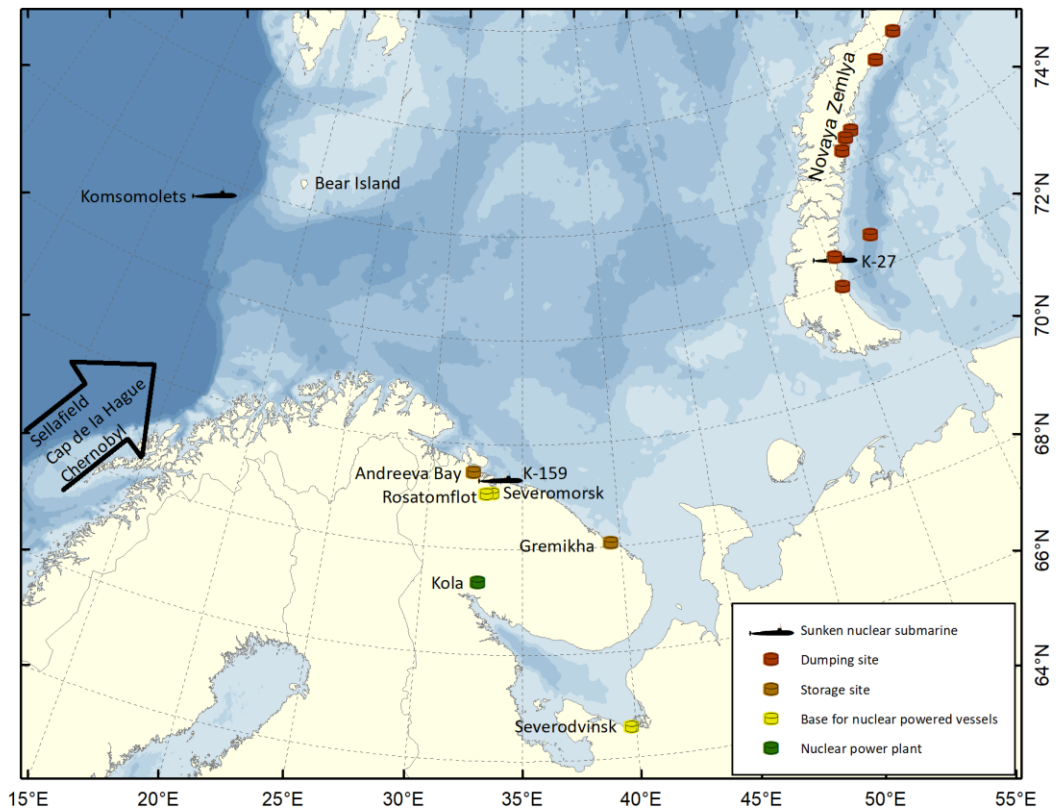 Novaya Zemlya
Bear Island
Komsomolets
K-27
Sellafield
Cap de la Hague
Chernobyl
Andreeva Bay
K-159
Rosatomflot
Severomorsk
Gremikha
Kola
Severodvinsk
Sunken nuclear submarine
Dumping site
Storage site
Base for nuclear powered vessels
Nuclear power plant
74°N
72°N
70°N
68°N
66°N
64°N
15°E
20°E
25°E
30°E
35°E
40°E
45°E
50°E
55°E